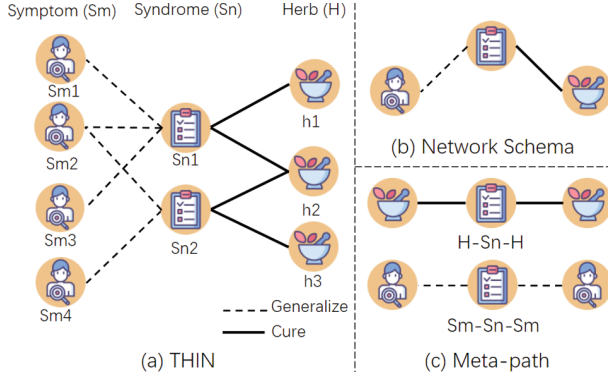 Symptom (Sm) Syndrome (Sn) Herb (H)
Sm1
Sm2
Sm3
Sm4
Sn1
Sn2
h1
h2
h3
Generalize
Cure
(a) THIN
(b) Network Schema
H-Sn-H
Sm-Sn-Sm
(c) Meta-path